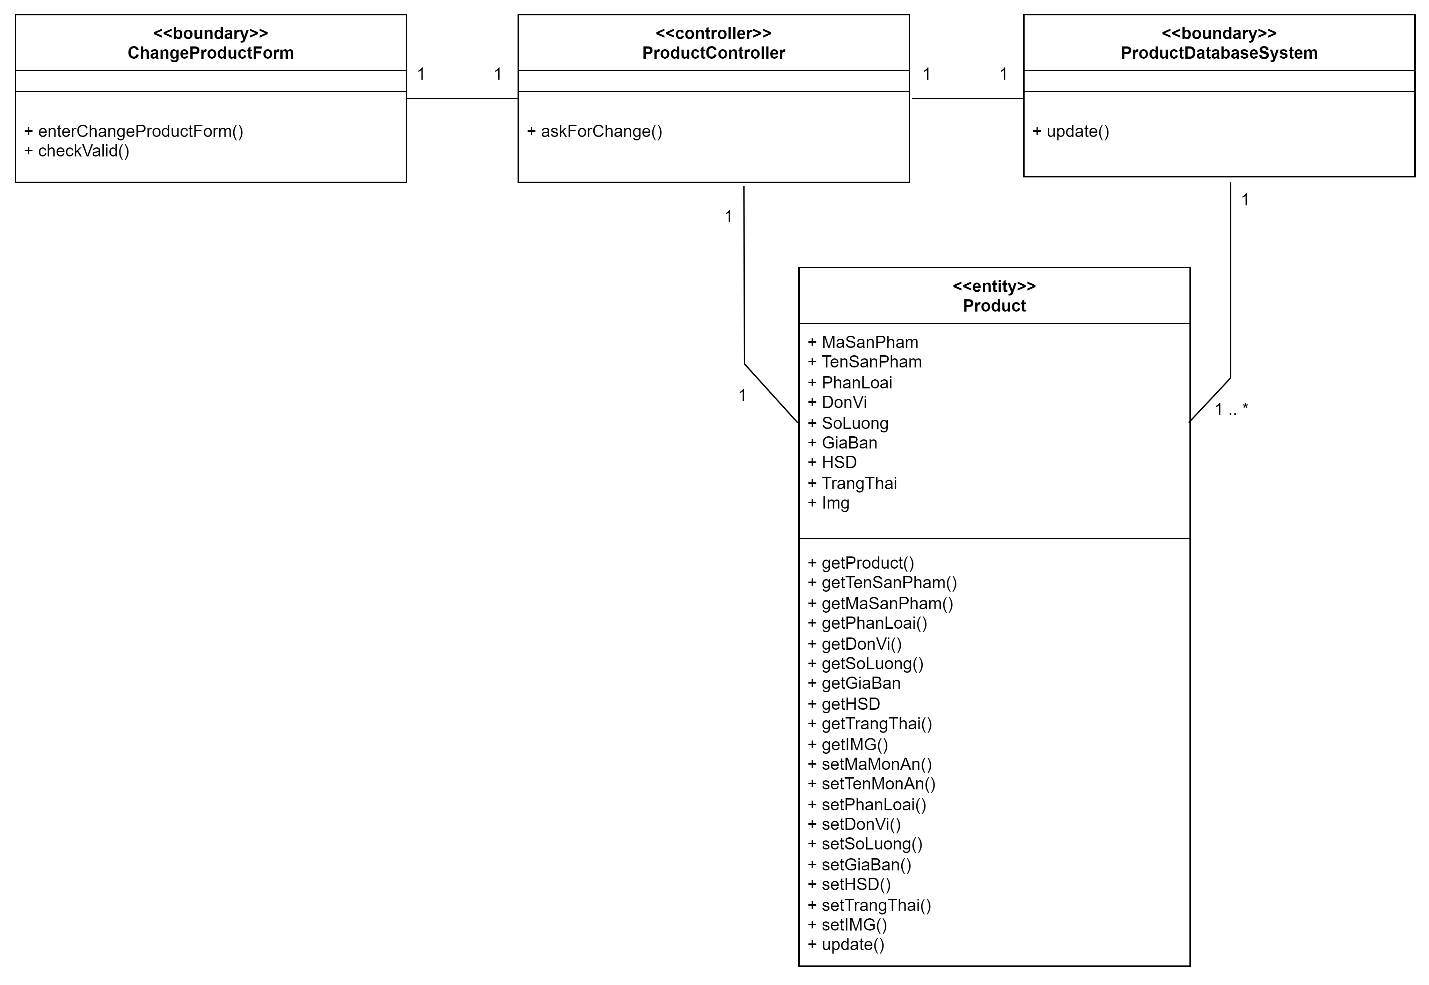 <<boundary>>
ChangeProductForm
+ enterChangeProductForm()
+ checkValid()
1
1
<<controller>>
ProductController
+ askForChange()
1
1
<<boundary>>
ProductDatabaseSystem
+ update()
1
1
1
1 .. *
<<entity>>
Product
+ MaSanPham
+ TenSanPham
+ PhanLoai
+ DonVi
+ SoLuong
+ GiaBan
+ HSD
+ TrangThai
+ Img
+ getProduct()
+ getTenSanPham()
+ getMaSanPham()
+ getPhanLoai()
+ getDonVi()
+ getSoLuong()
+ getGiaBan
+ getHSD
+ getTrangThai()
+ getIMG()
+ setMaMonAn()
+ setTenMonAn()
+ setPhanLoai()
+ setDonVi()
+ setSoLuong()
+ setGiaBan()
+ setHSD()
+ setTrangThai()
+ setIMG()
+ update()